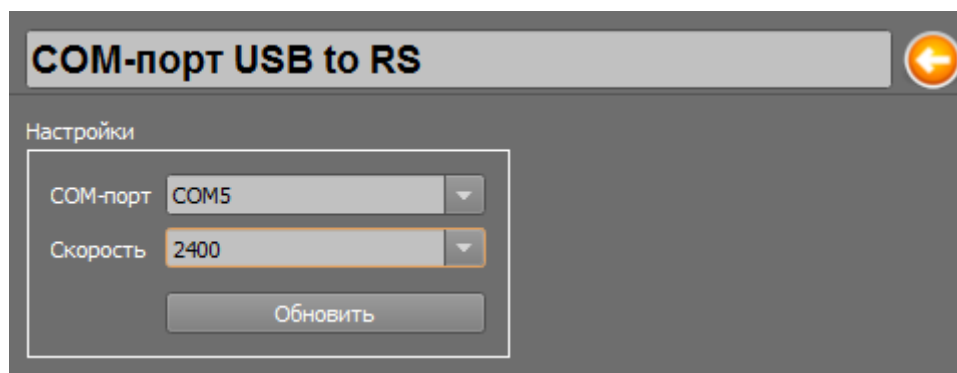 COM-порт USB to RS
Настройки
COM-порт COM5
Скорость 2400
Обновить